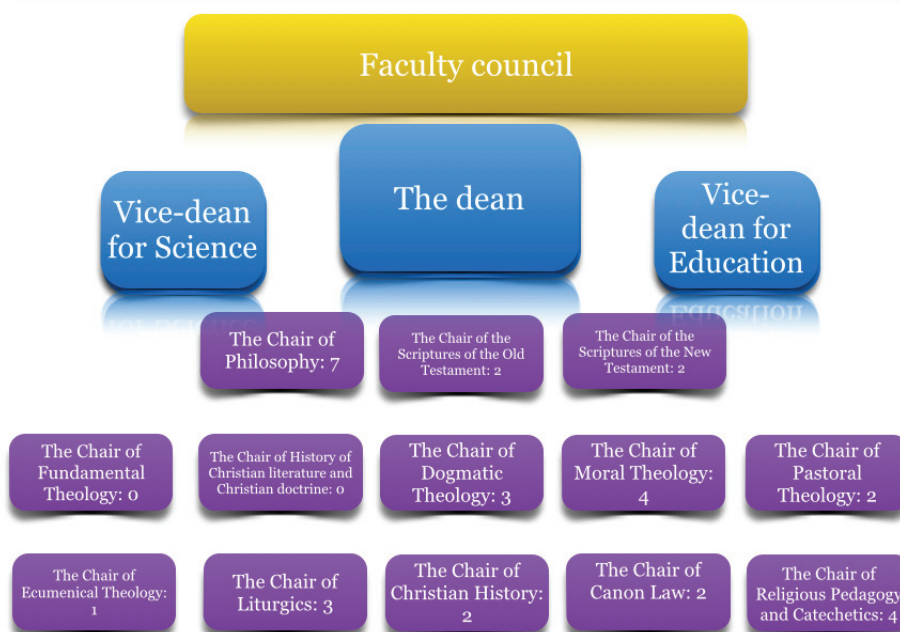 Faculty council
Vice-dean
for Science
The dean
Vice-
dean for
Education
The Chair of
Philosophy: 7
The Chair of the
Scriptures of the Old
Testament: 2
The Chair of the
Scriptures of the New
Testament: 2
The Chair of
Fundamental
Theology: 0
The Chair of History of
Christian literature and
Christian doctrine: 0
The Chair of
Dogmatic
Theology: 3
The Chair of
Moral Theology:
4
The Chair of
Pastoral
Theology: 2
The Chair of
Ecumenical Theology:
1
The Chair of
Liturgics: 3
The Chair of
Christian History:
2
The Chair of
Canon Law: 2
The Chair of
Religious Pedagogy
and Catechetics: 4